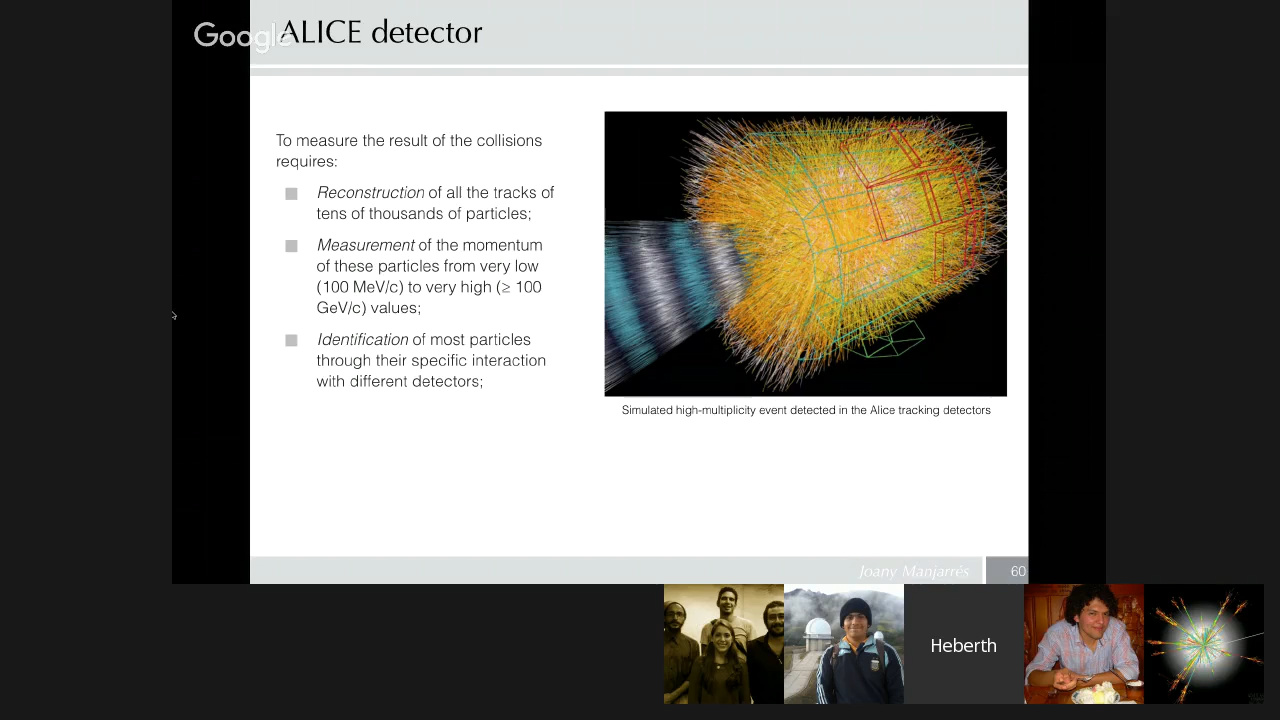 Google
ALICE detector
To measure the result of the collisions
requires:
Reconstruction of all the tracks of
tens of thousands of particles;
Measurement of the momentum
of these particles from very low
(100 MeV/c) to very high (≥ 100
GeV/c) values;
Identification of most particles
through their specific interaction
with different detectors;
Simulated high-multiplicity event detected in the Alice tracking detectors
Joany Manjarrés
60
Heberth